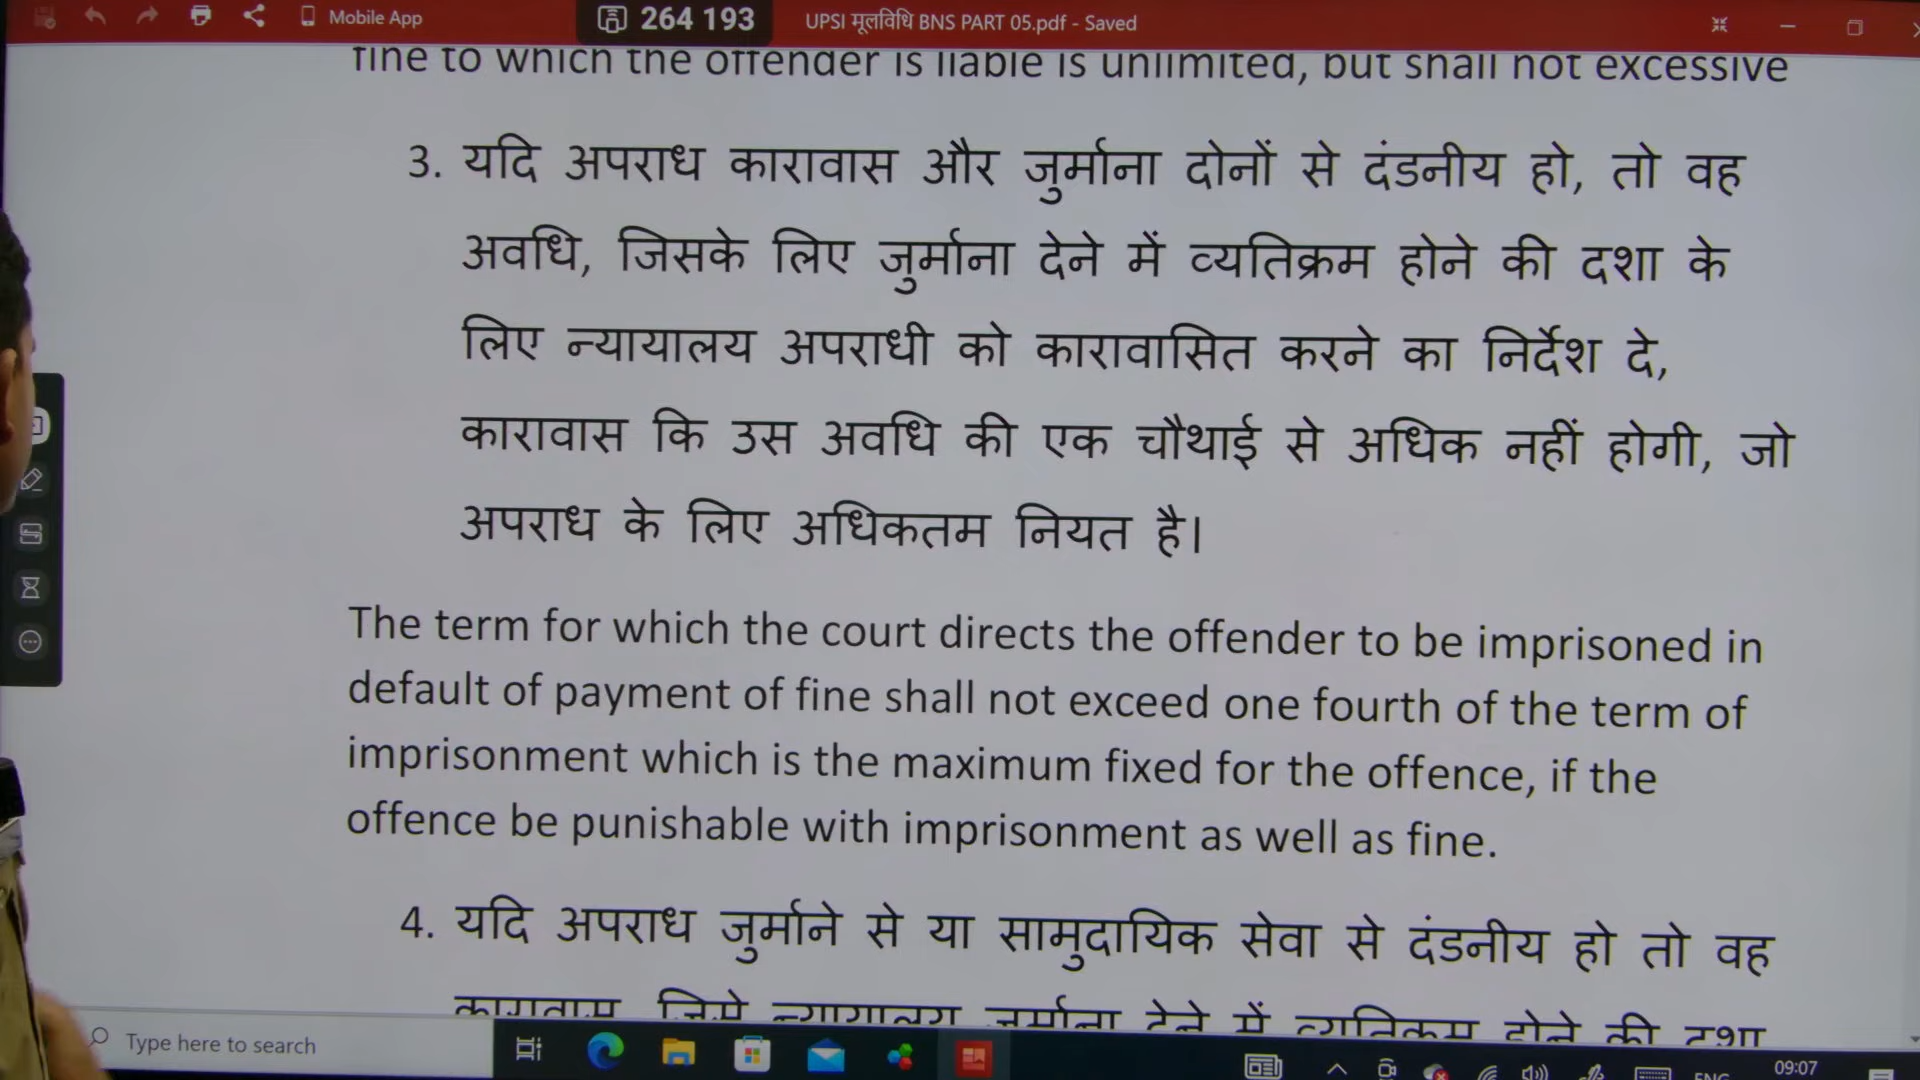 Mobile App
264 193
UPSI मूलविधि BNS PART 05.pdf - Saved
fine to which the offender is liable is unlimited, but shall not excessive
3. यदि अपराध कारावास और जुर्माना दोनों से दंडनीय हो, तो वह
अवधि, जिसके लिए जुर्माना देने में व्यतिक्रम होने की दशा के
लिए न्यायालय अपराधी को कारावासित करने का निर्देश दे,
कारावास कि उस अवधि की एक चौथाई से अधिक नहीं होगी, जो
अपराध के लिए अधिकतम नियत है।
The term for which the court directs the offender to be imprisoned in
default of payment of fine shall not exceed one fourth of the term of
imprisonment which is the maximum fixed for the offence, if the
offence be punishable with imprisonment as well as fine.
4. यदि अपराध जुर्माने से या सामुदायिक सेवा से दंडनीय हो तो वह
कारावास, जिसे न्यायालय जुर्माना देने में व्यतिक्रम होने की दशा
Type here to search
ENG
09:07